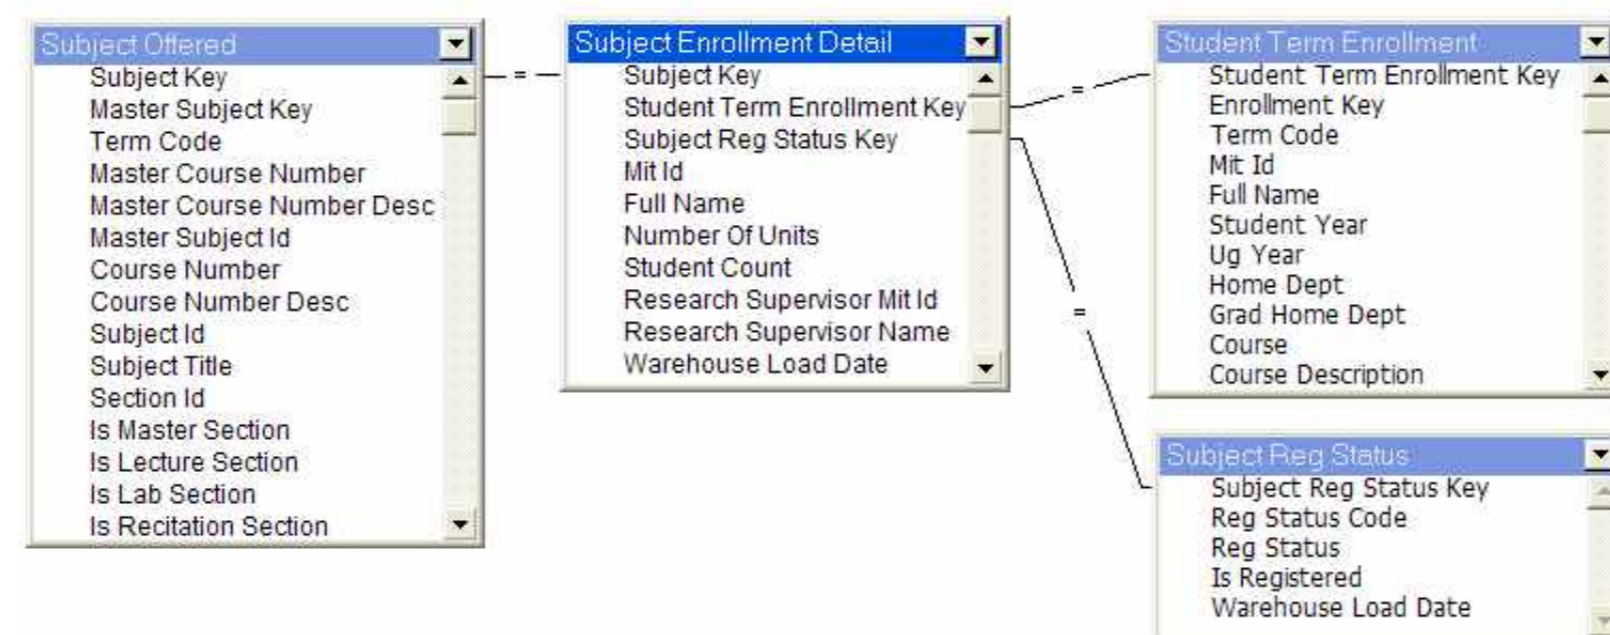 Subject Offered
Subject Key
Master Subject Key
Term Code
Master Course Number
Master Course Number Desc
Master Subject Id
Course Number
Course Number Desc
Subject Id
Subject Title
Section Id
Is Master Section
Is Lecture Section
Is Lab Section
Is Recitation Section
=
Subject Enrollment Detail
Subject Key
Student Term Enrollment Key
Subject Reg Status Key
Mit Id
Full Name
Number Of Units
Student Count
Research Supervisor Mit Id
Research Supervisor Name
Warehouse Load Date
=
=
Student Term Enrollment
Student Term Enrollment Key
Enrollment Key
Term Code
Mit Id
Full Name
Student Year
Ug Year
Home Dept
Grad Home Dept
Course
Course Description
Subject Reg Status
Subject Reg Status Key
Reg Status Code
Reg Status
Is Registered
Warehouse Load Date